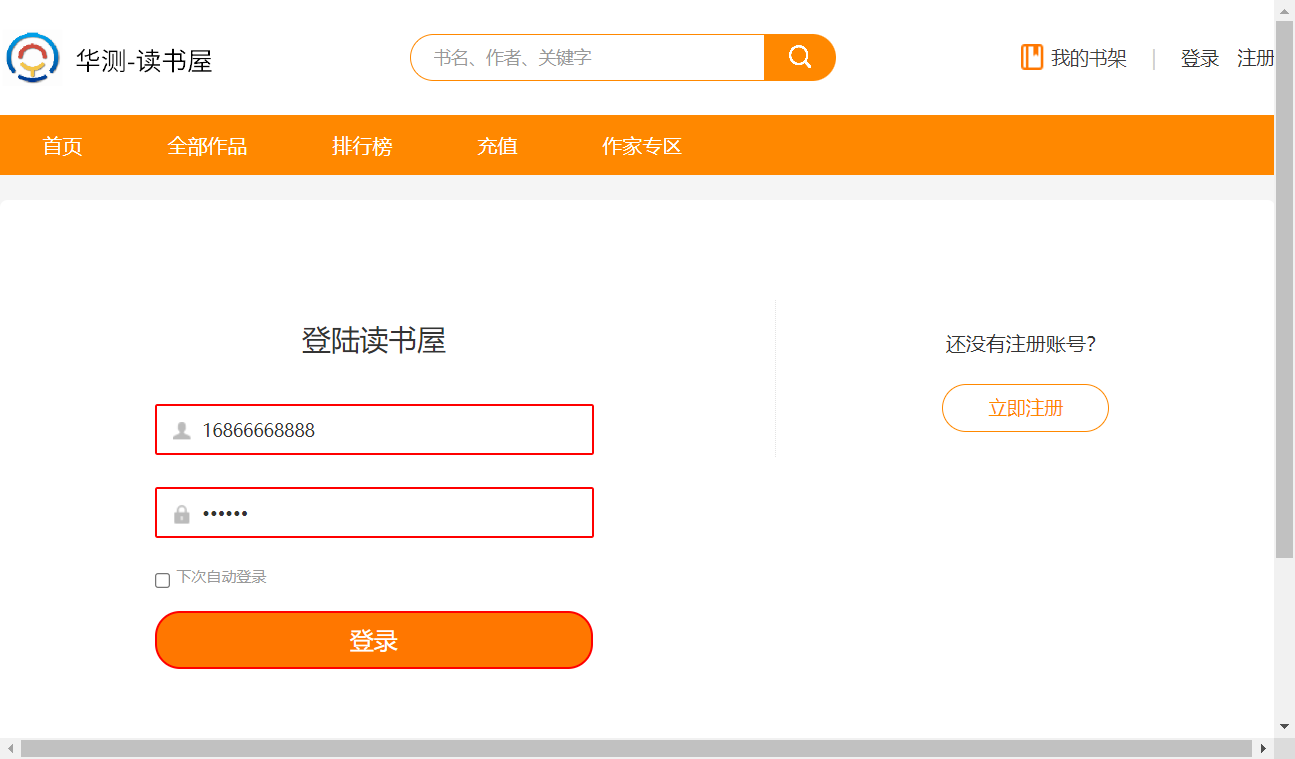 华测-读书屋
书名、作者、关键字
我的书架 | 登录 注册
首页 全部作品 排行榜 充值 作家专区
登陆读书屋
还没有注册账号?
16866668888
立即注册
••••••
下次自动登录
登录